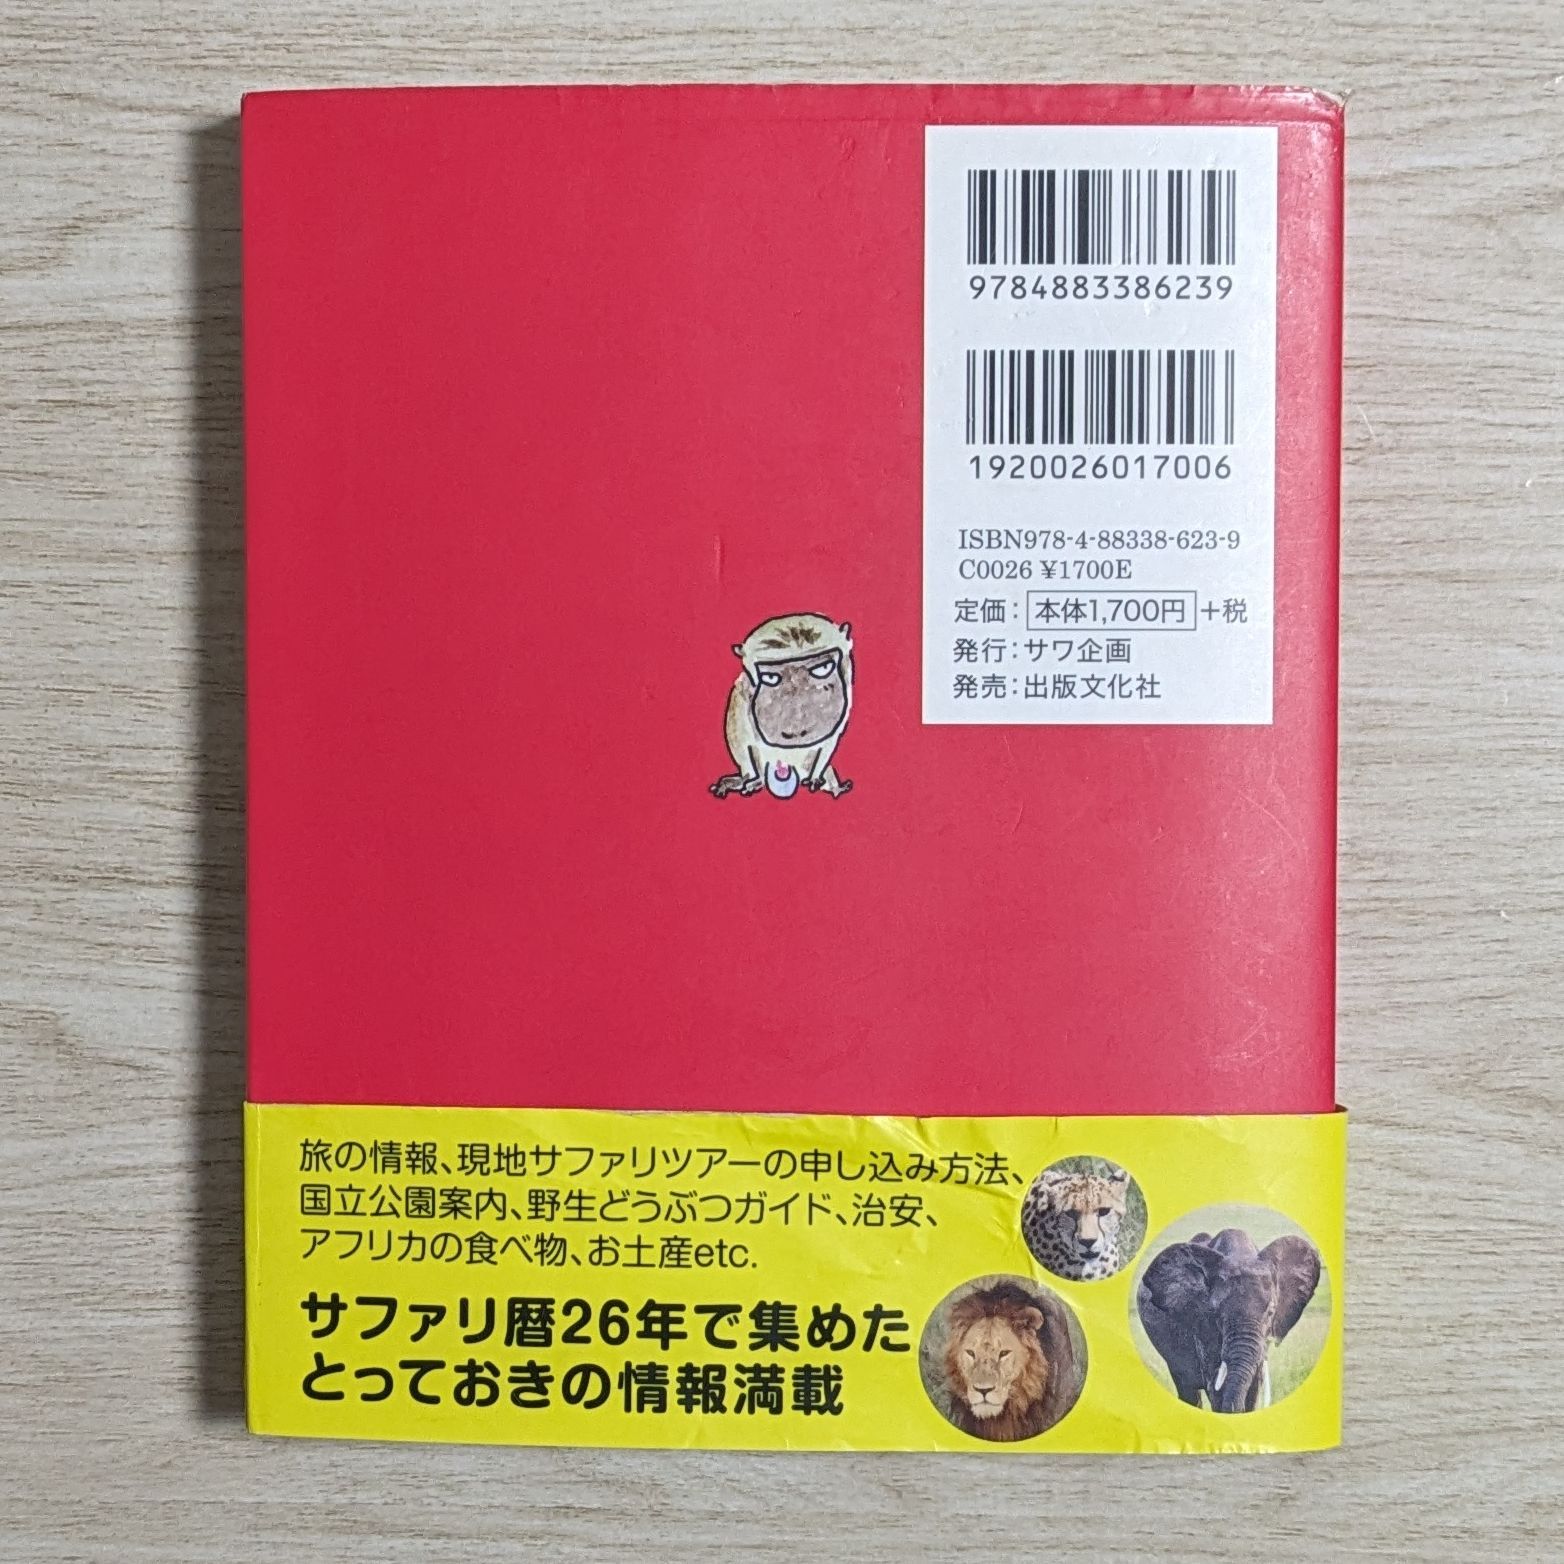 9784883386239
1920026017006
ISBN978-4-88338-623-9
C0026 ¥1700E
定価：本体1,700円+税
発行：サワ企画
発売：出版文化社
旅の情報、現地サファリツアーの申し込み方法、
国立公園案内、野生どうぶつガイド、治安、
アフリカの食べ物、お土産etc.
サファリ暦26年で集めた
とっておきの情報満載